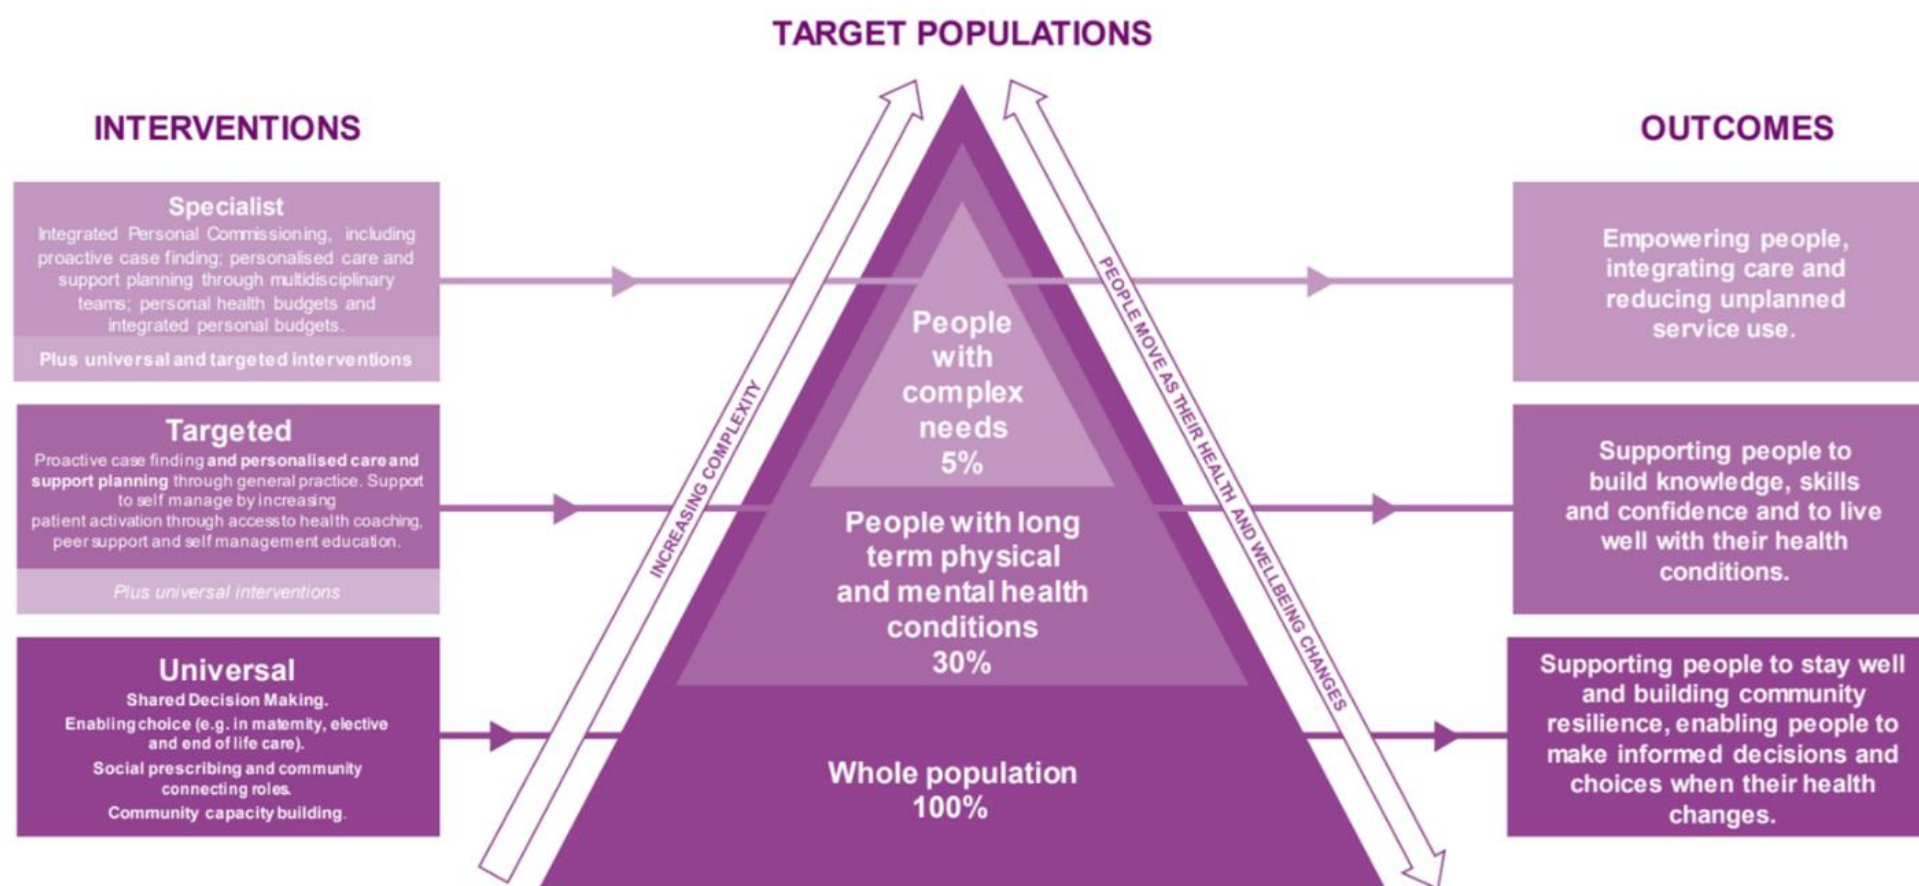 TARGET POPULATIONS
INTERVENTIONS
Specialist
Integrated Personal Commissioning, including
proactive case finding; personalised care and
support planning through multidisciplinary
teams; personal health budgets and
integrated personal budgets.
Plus universal and targeted interventions
Targeted
Proactive case finding and personalised care and
support planning through general practice. Support
to self manage by increasing
patient activation through access to health coaching,
peer support and self management education.
Plus universal interventions
Universal
Shared Decision Making.
Enabling choice (e.g. in maternity, elective
and end of life care).
Social prescribing and community
connecting roles.
Community capacity building.
INCREASING COMPLEXITY
People
with
complex
needs
5%
People with long
term physical
and mental health
conditions
30%
Whole population
100%
PEOPLE MOVE AS THEIR HEALTH AND WELLBEING CHANGES
OUTCOMES
Empowering people,
integrating care and
reducing unplanned
service use.
Supporting people to
build knowledge, skills
and confidence and to live
well with their health
conditions.
Supporting people to stay well
and building community
resilience, enabling people to
make informed decisions and
choices when their health
changes.